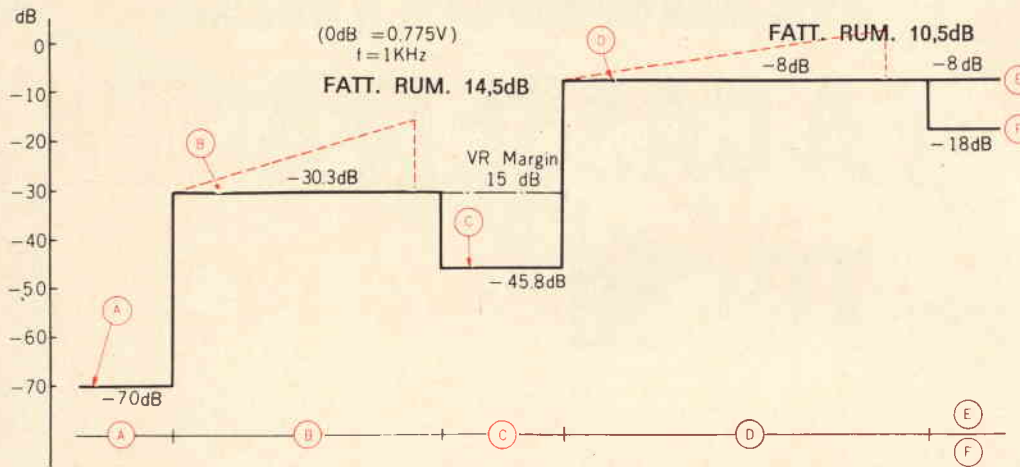 dB
0
-10
-20
-30
-40
-50
-60
-70
(0dB =0.775V)
f=1KHz
FATT. RUM. 14,5dB
FATT. RUM. 10,5dB
D
-8dB
-8dB
E
F
-18dB
B
-30.3dB
VR Margin
15 dB
C
-45.8dB
A
-70dB
A
B
C
D
E
F